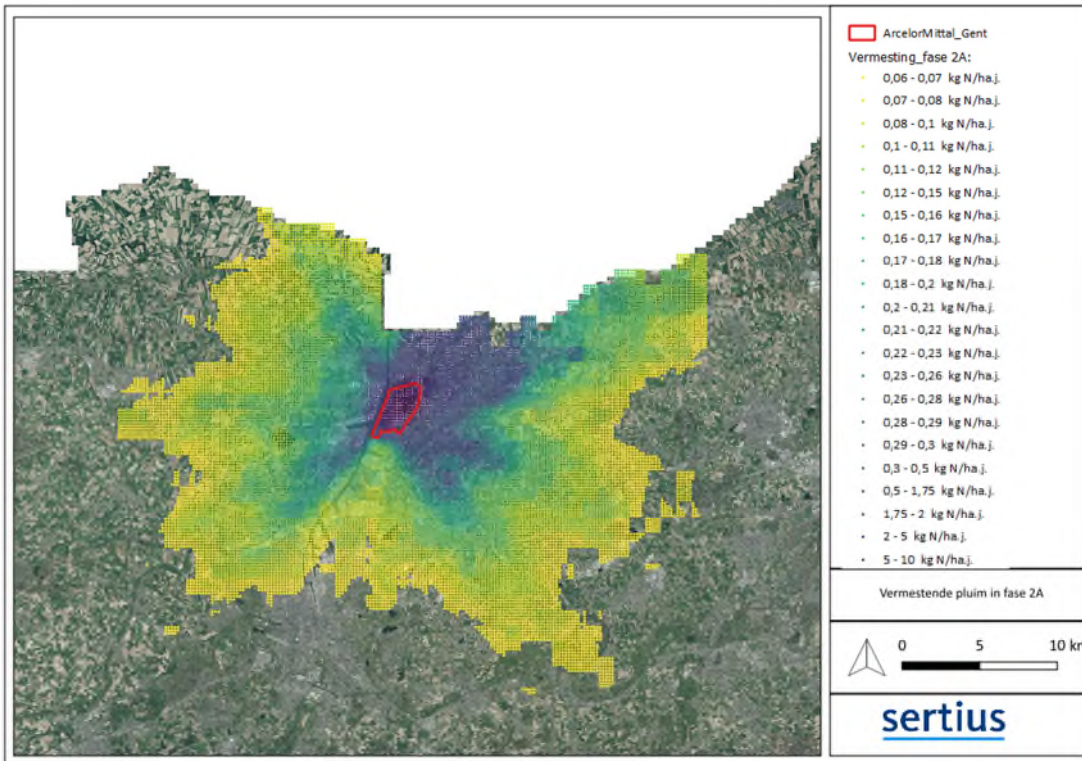 ArcelorMittal_Gent
Vermesting_fase 2A:
0,06 - 0,07 kg N/ha.j.
0,07 - 0,08 kg N/ha.j.
0,08 - 0,1 kg N/ha.j.
0,1 - 0,11 kg N/ha.j.
0,11 - 0,12 kg N/ha.j.
0,12 - 0,15 kg N/ha.j.
0,15 - 0,16 kg N/ha.j.
0,16 - 0,17 kg N/ha.j.
0,17 - 0,18 kg N/ha.j.
0,18 - 0,2 kg N/ha.j.
0,2 - 0,21 kg N/ha.j.
0,21 - 0,22 kg N/ha.j.
0,22 - 0,23 kg N/ha.j.
0,23 - 0,26 kg N/ha.j.
0,26 - 0,28 kg N/ha.j.
0,28 - 0,29 kg N/ha.j.
0,29 - 0,3 kg N/ha.j.
0,3 - 0,5 kg N/ha.j.
0,5 - 1,75 kg N/ha.j.
1,75 - 2 kg N/ha.j.
2 - 5 kg N/ha.j.
5 - 10 kg N/ha.j.
Vermestende pluim in fase 2A
0 5 10 km
sertius